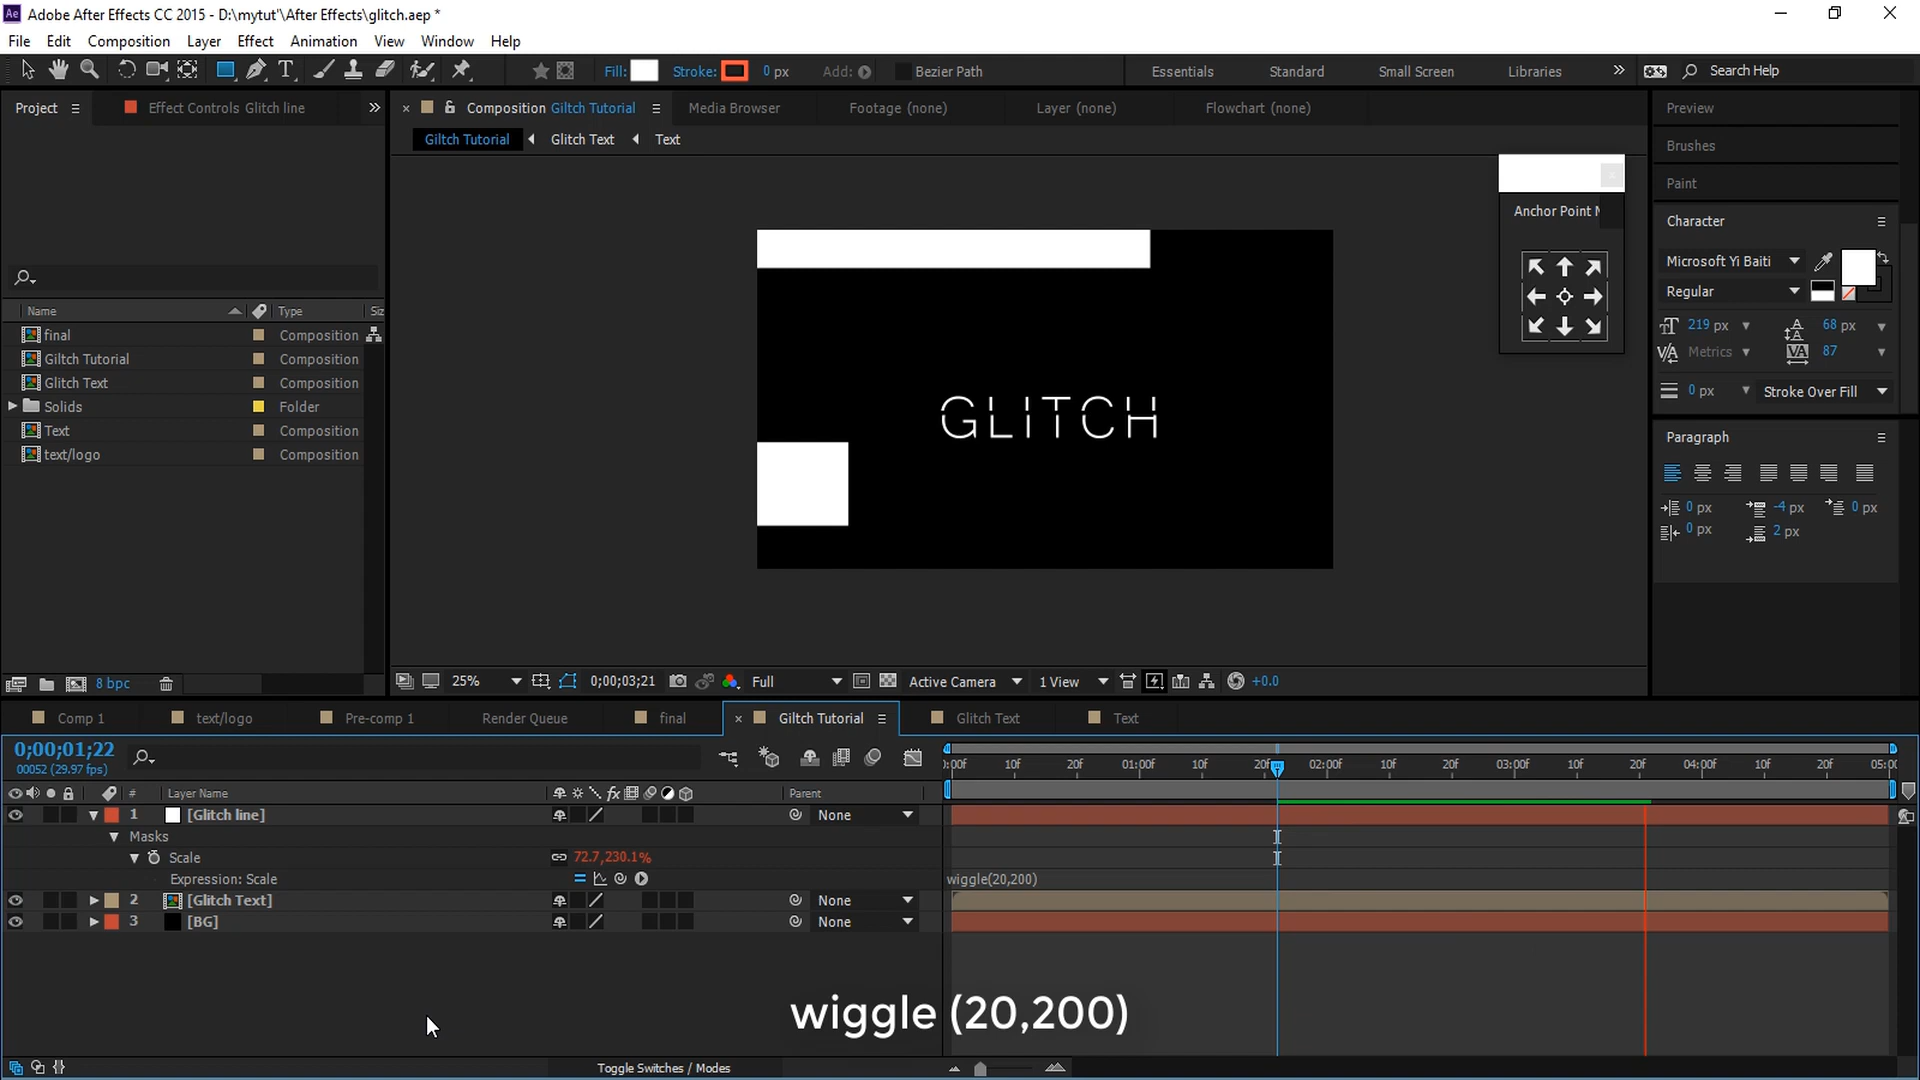 Ae Adobe After Effects CC 2015 - D:\mytut'\After Effects\glitch.aep *
File Edit Composition Layer Effect Animation View Window Help
Fill: Stroke: 0 px Add: Bezier Path Essentials Standard Small Screen Libraries Search Help
Project Effect Controls Glitch line
Composition Giltch Tutorial Media Browser Footage (none) Layer (none) Flowchart (none)
Giltch Tutorial Glitch Text Text
Preview
Brushes
Paint
Anchor Point
Character
Microsoft Yi Baiti
Regular
219 px 68 px
Metrics 87
0 px Stroke Over Fill
Paragraph
0 px -4 px 0 px
0 px 2 px
Name Type Siz
final Composition
Giltch Tutorial Composition
Glitch Text Composition
Solids Folder
Text Composition
text/logo Composition
GLITCH
8 bpc
25% 0;00;03;21 Full Active Camera 1 View +0.0
Comp 1 text/logo Pre-comp 1 Render Queue final Giltch Tutorial Glitch Text Text
0;00;01;22
00052 (29.97 fps)
):00f 10f 20f 01:00f 10f 20f 02:00f 10f 20f 03:00f 10f 20f 04:00f 10f 20f 05:00
# Layer Name fx Parent
1 [Glitch line] None
Masks
Scale 72.7,230.1%
Expression: Scale wiggle(20,200)
2 [Glitch Text] None
3 [BG] None
wiggle (20,200)
Toggle Switches / Modes